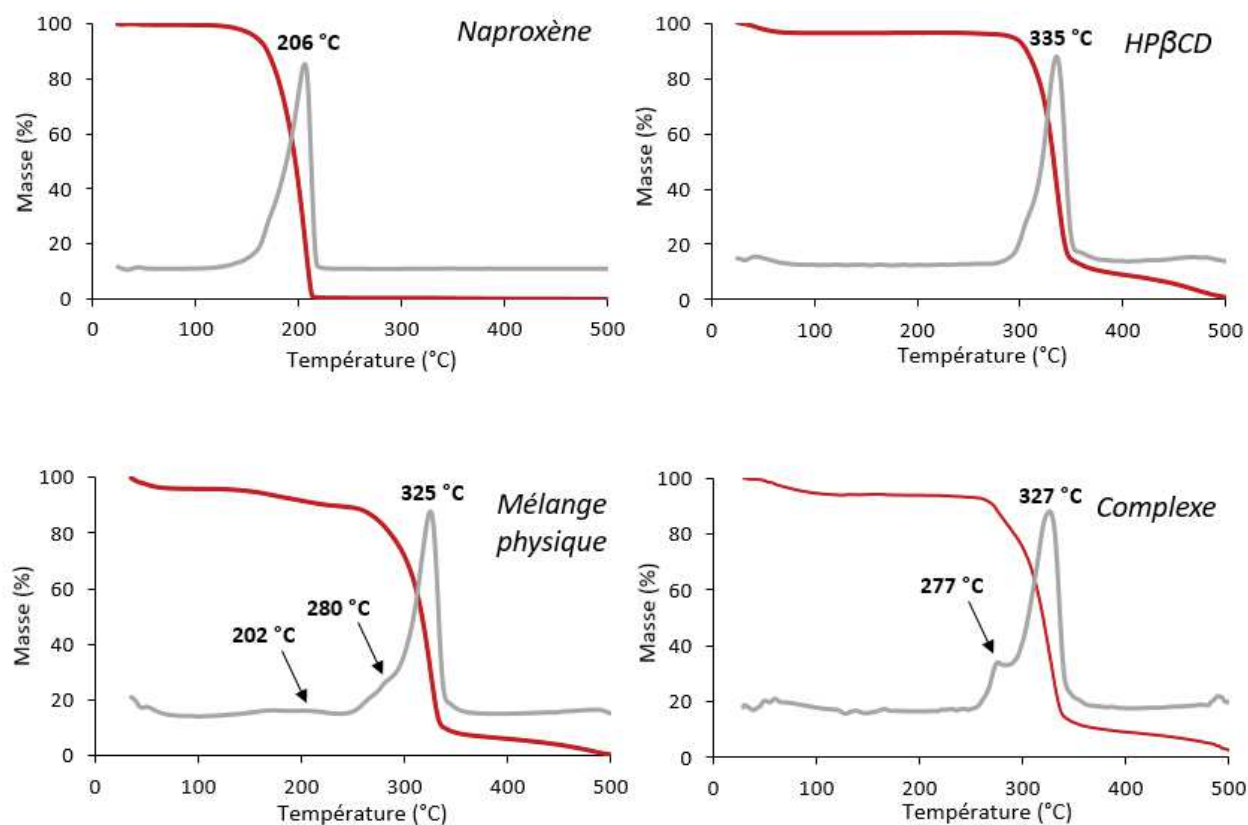 Naproxène
206 °C
Masse (%)
100
80
60
40
20
0
0 100 200 300 400 500
Température (°C)
HPβCD
335 °C
Masse (%)
100
80
60
40
20
0
0 100 200 300 400 500
Température (°C)
Mélange
physique
325 °C
280 °C
202 °C
Masse (%)
100
80
60
40
20
0
0 100 200 300 400 500
Température (°C)
Complexe
327 °C
277 °C
Masse (%)
100
80
60
40
20
0
0 100 200 300 400 500
Température (°C)